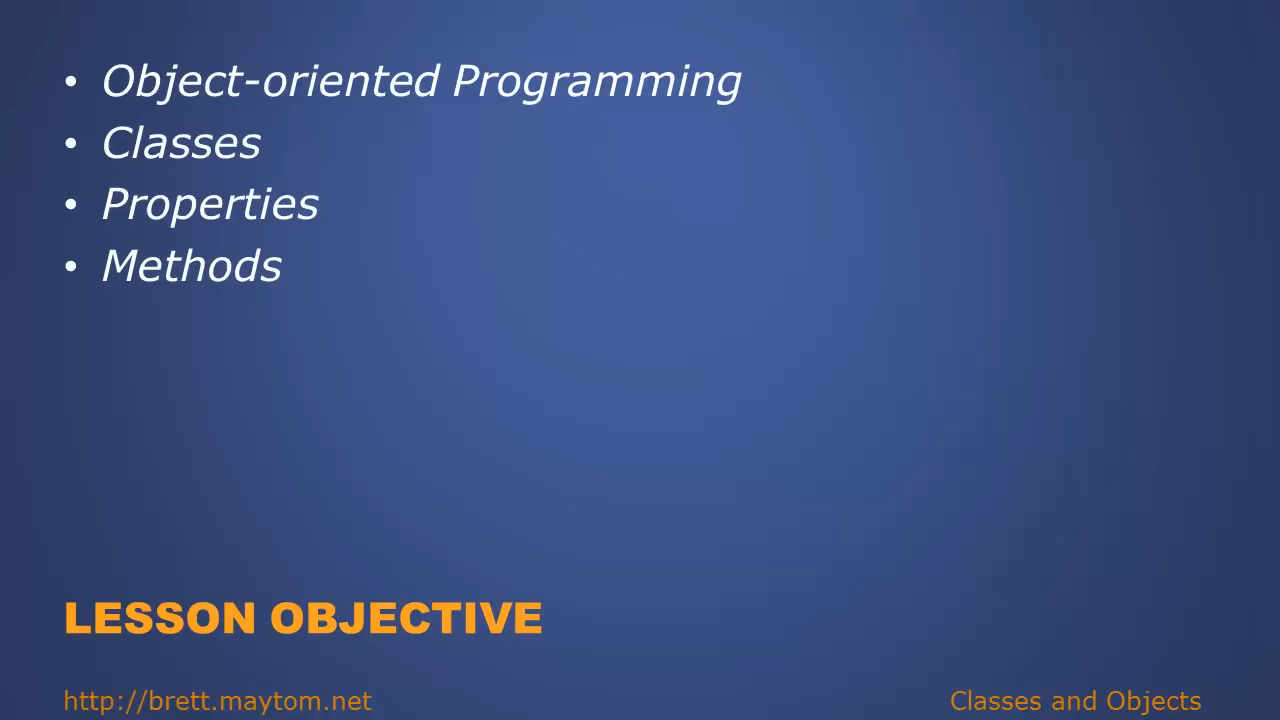 • Object-oriented Programming
• Classes
• Properties
• Methods
LESSON OBJECTIVE
http://brett.maytom.net
Classes and Objects